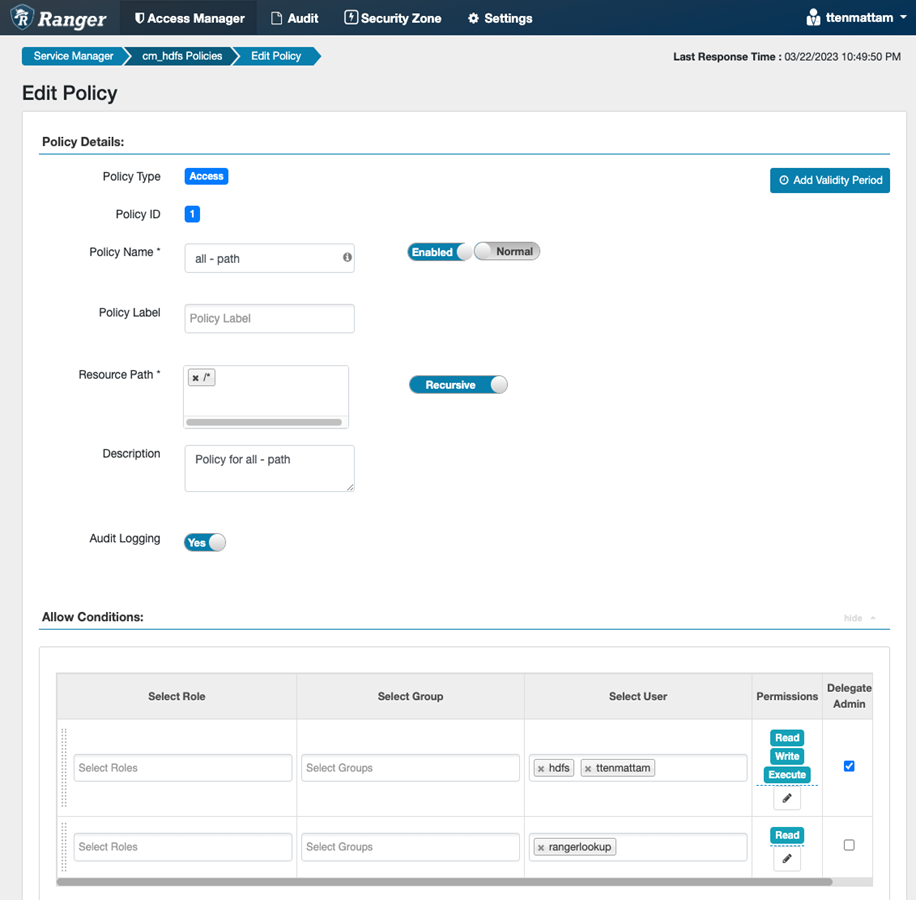 Ranger Access Manager Audit Security Zone Settings ttenmattam
Service Manager cm_hdfs Policies Edit Policy Last Response Time : 03/22/2023 10:49:50 PM
Edit Policy
Policy Details:
Policy Type Access Add Validity Period
Policy ID 1
Policy Name * all - path Enabled Normal
Policy Label Policy Label
Resource Path * /* Recursive
Description Policy for all - path
Audit Logging Yes
Allow Conditions: hide
Select Role Select Group Select User Permissions Delegate
Admin
Read
Select Roles Select Groups hdfs ttenmattam Write
Execute
Read
Select Roles Select Groups rangerlookup